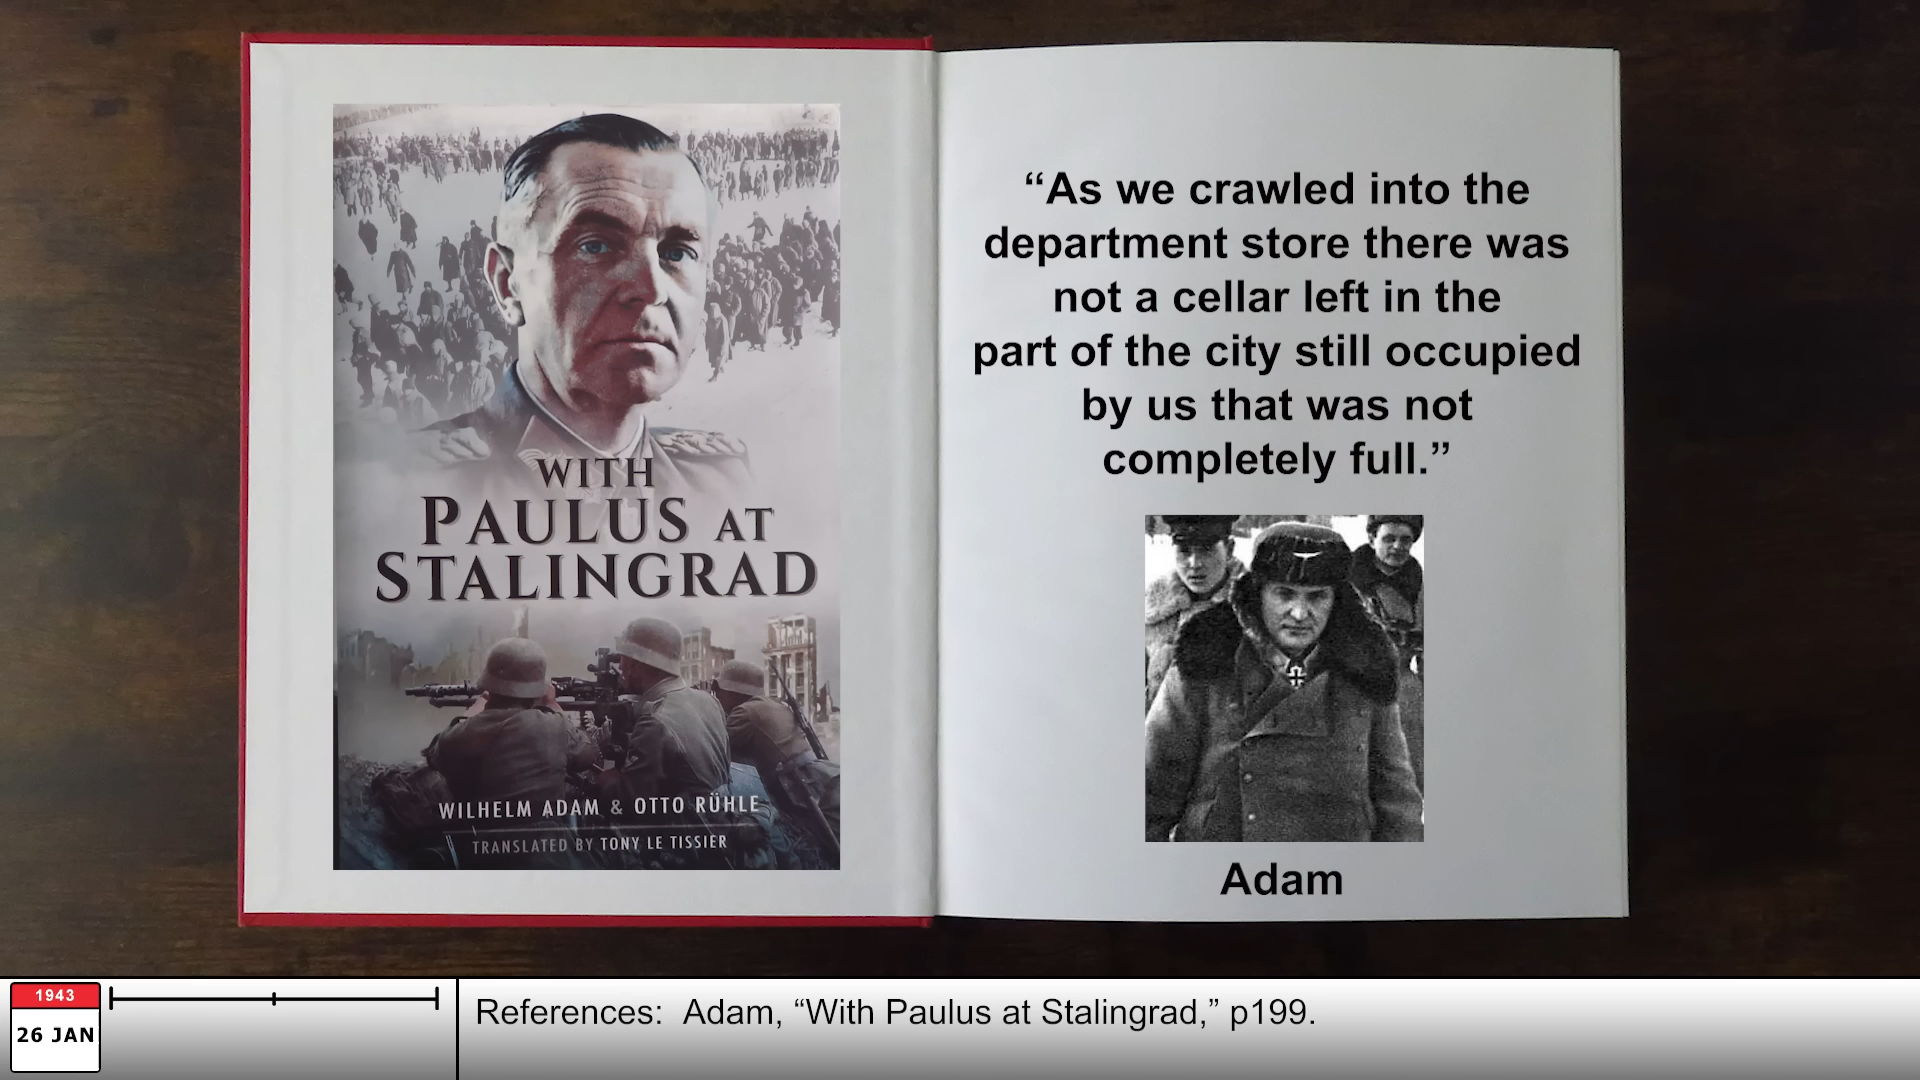 WITH
PAULUS AT
STALINGRAD
WILHELM ADAM & OTTO RÜHLE
TRANSLATED BY TONY LE TISSIER
“As we crawled into the
department store there was
not a cellar left in the
part of the city still occupied
by us that was not
completely full.”
Adam
1943
26 JAN
References:  Adam, “With Paulus at Stalingrad,” p199.